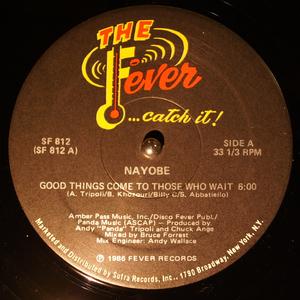 THE
Fever
...catch it!
SF 812
(SF 812 A)
SIDE A
33 1/3 RPM
NAYOBE
GOOD THINGS COME TO THOSE WHO WAIT 6:00
A. Tripoli/B. Khozouri/Billy C/S. Abbatiello)
Amber Pass Music, Inc./Disco Fever Publ./
Panda Music (ASCAP) – Produced by
Andy "Panda" Tripoli and Chuck Ange
Mixed by Bruce Forrest
Mix Engineer: Andy Wallace
℗ 1986 FEVER RECORDS
Marketed and Distributed by Sutra Records, Inc., 1790 Broadway, New York, N.Y.